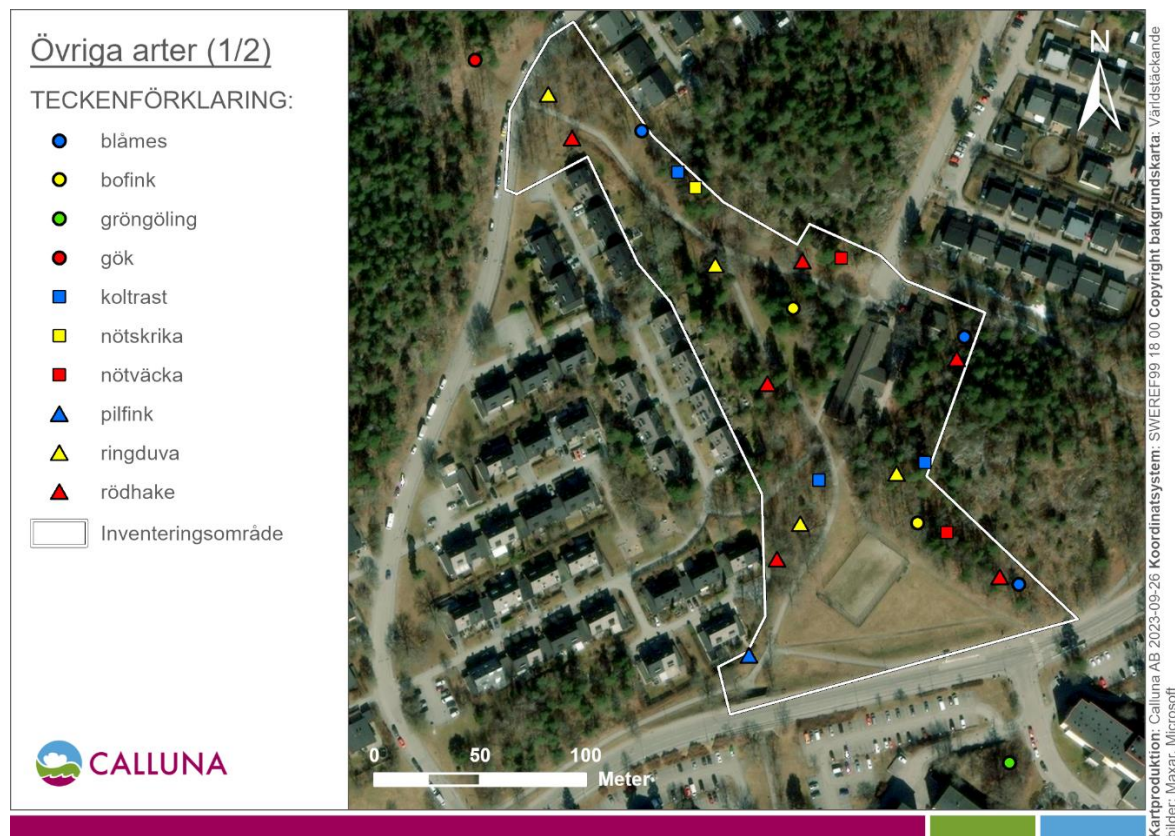 Övriga arter (1/2)
TECKENFÖRKLARING:
blåmes
bofink
gröngöling
gök
koltrast
nötskrika
nötväcka
pilfink
ringduva
rödhake
Inventeringsområde
CALLUNA
N
0 50 100
Meter
Kartproduktion: Calluna AB 2023-09-26 Koordinatsystem: SWEREF99 18 00 Copyright bakgrundskarta: Världstäckande
bilder: Maxar, Microsoft